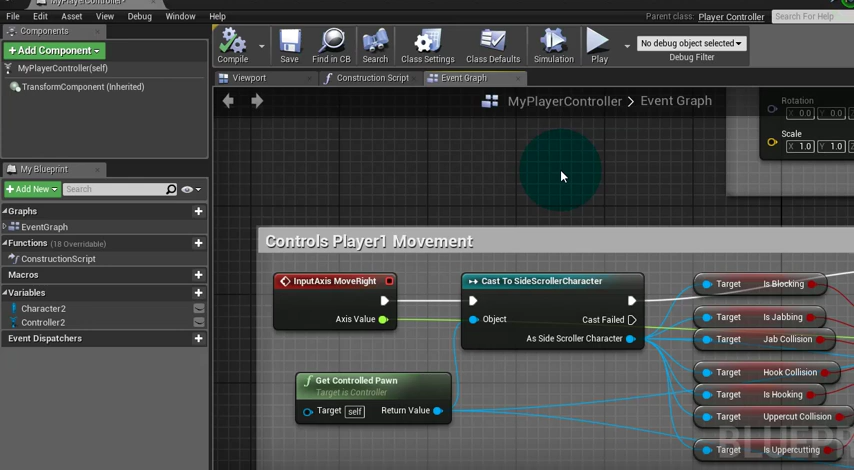 MyPlayerController*
File Edit Asset View Debug Window Help
Parent class: Player Controller
Search For Help
Components
+Add Component
MyPlayerController(self)
TransformComponent (Inherited)
My Blueprint
+Add New
Search
Graphs
EventGraph
Functions (18 Overridable)
ConstructionScript
Macros
Variables
Character2
Controller2
Event Dispatchers
Compile
Save
Find in CB
Search
Class Settings
Class Defaults
Simulation
Play
No debug object selected
Debug Filter
Viewport
Construction Script
Event Graph
MyPlayerController > Event Graph
Rotation
X 0.0 Y 0.0
Scale
X 1.0 Y 1.0
Controls Player1 Movement
InputAxis MoveRight
Axis Value
Cast To SideScrollerCharacter
Object
Cast Failed
As Side Scroller Character
Get Controlled Pawn
Target is Controller
Target self
Return Value
Target Is Blocking
Target Is Jabbing
Target Jab Collision
Target Hook Collision
Target Is Hooking
Target Uppercut Collision
Target Is Uppercutting